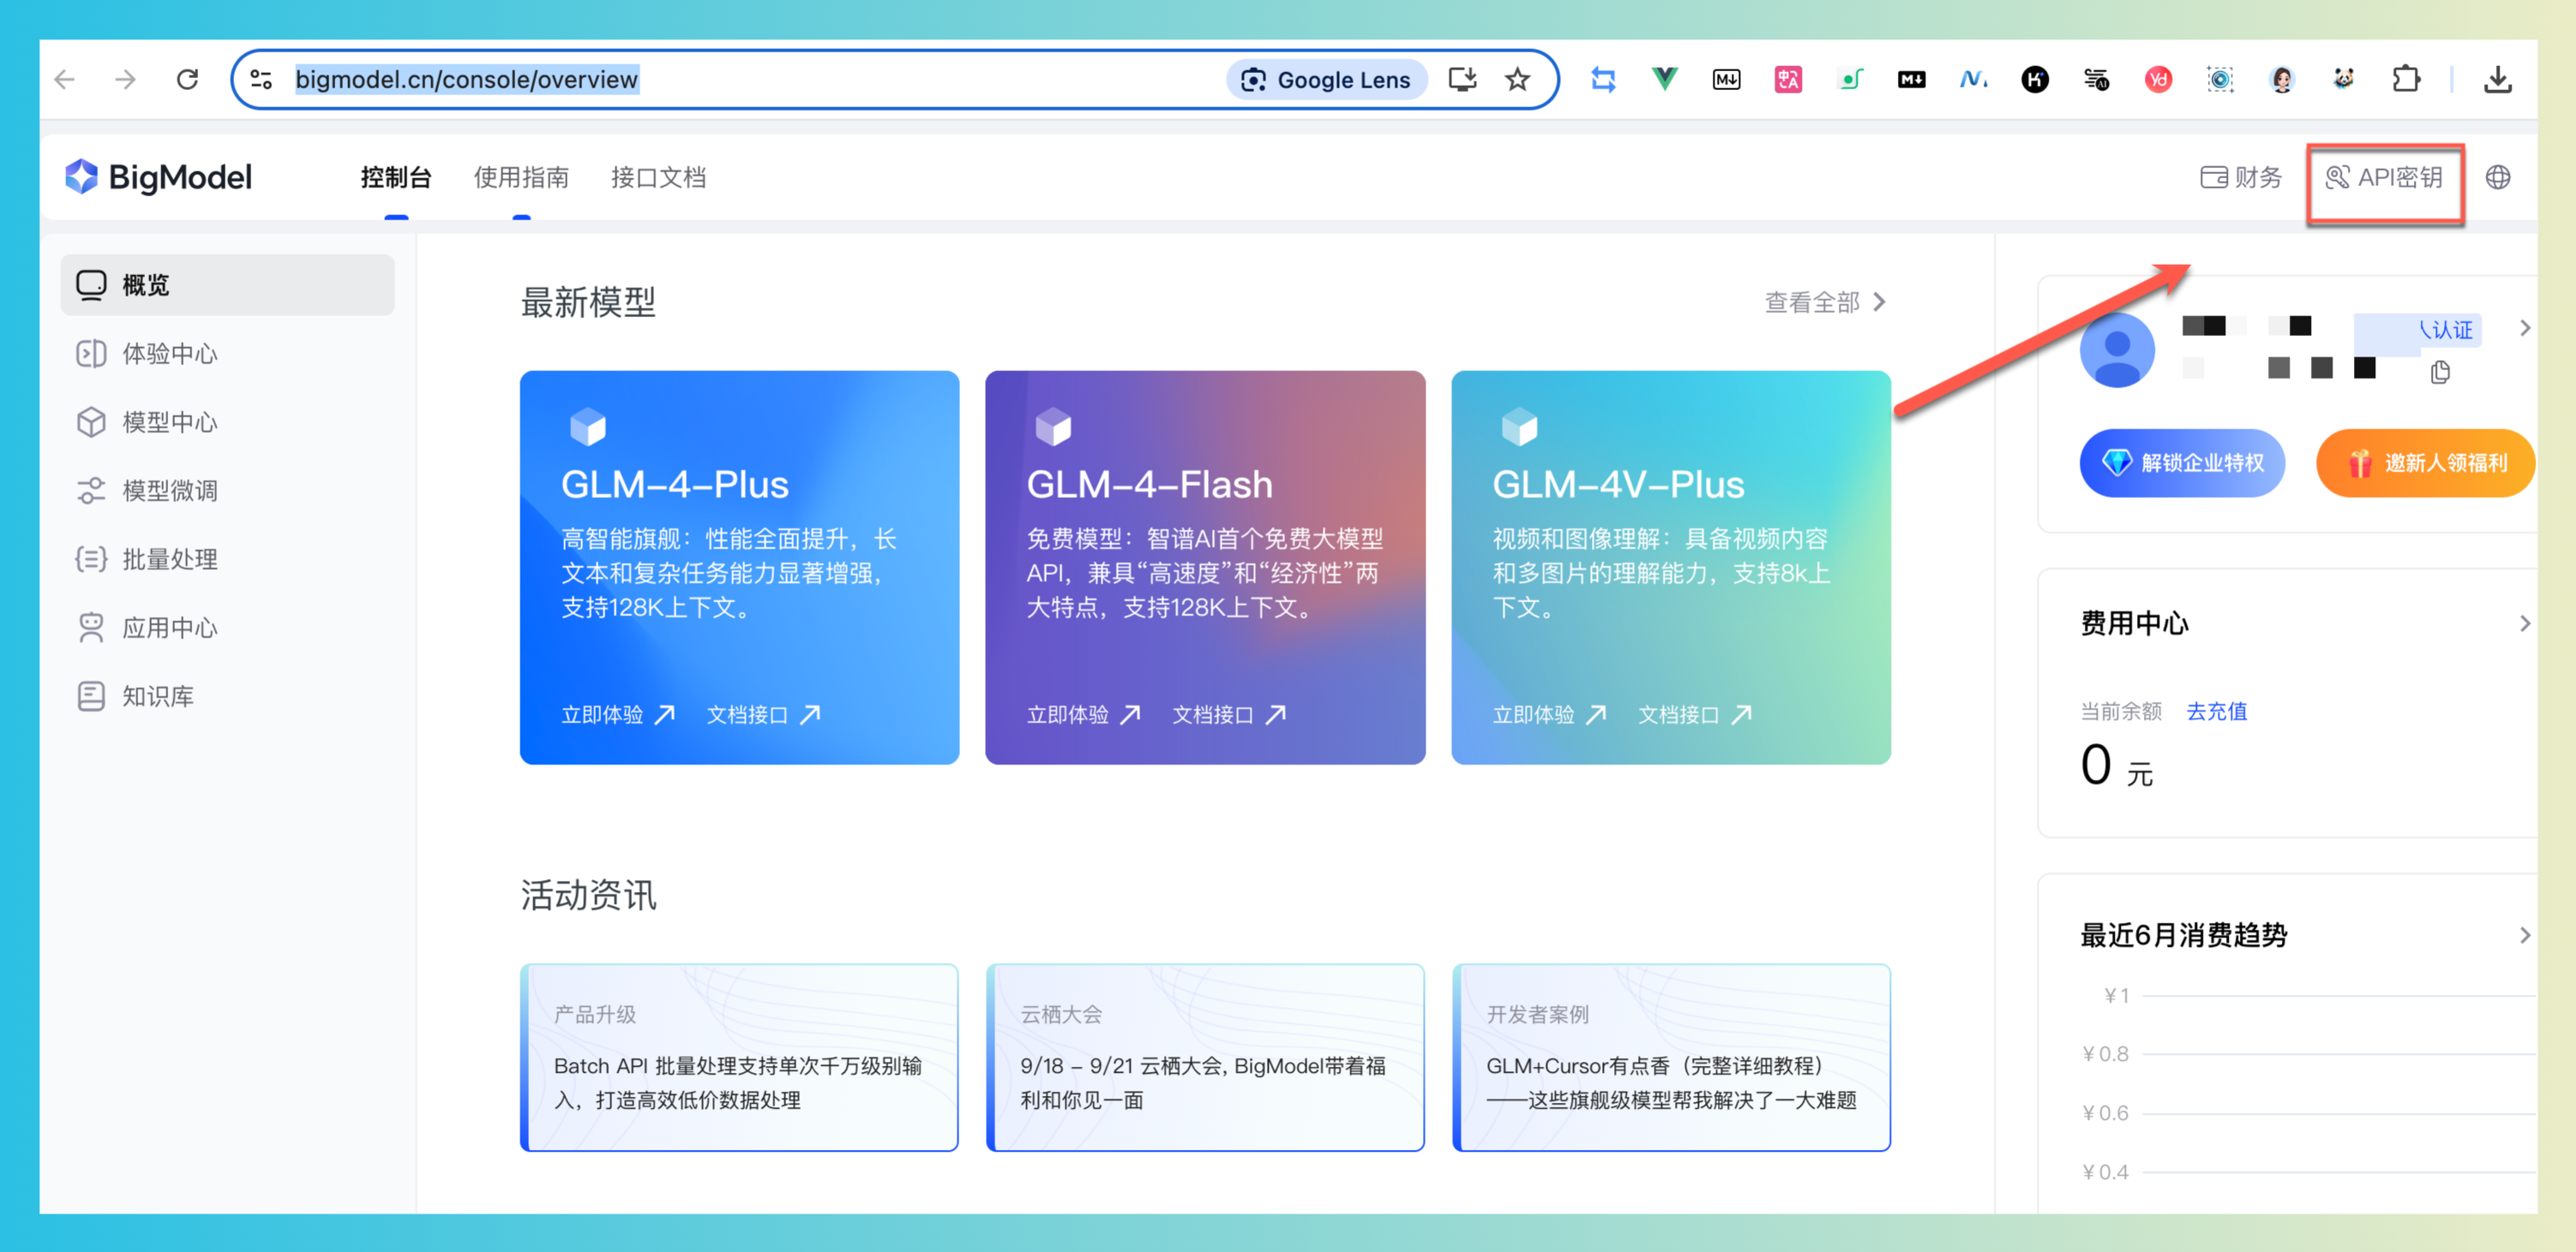 bigmodel.cn/console/overview
Google Lens
BigModel
控制台
使用指南
接口文档
财务
API密钥
概览
体验中心
模型中心
模型微调
批量处理
应用中心
知识库
最新模型
查看全部
GLM-4-Plus
高智能旗舰：性能全面提升，长
文本和复杂任务能力显著增强，
支持128K上下文。
立即体验
文档接口
GLM-4-Flash
免费模型：智谱AI首个免费大模型
API，兼具“高速度”和“经济性”两
大特点，支持128K上下文。
立即体验
文档接口
GLM-4V-Plus
视频和图像理解：具备视频内容
和多图片的理解能力，支持8k上
下文。
立即体验
文档接口
活动资讯
产品升级
Batch API 批量处理支持单次千万级别输
入，打造高效低价数据处理
云栖大会
9/18 - 9/21 云栖大会, BigModel带着福
利和你见一面
开发者案例
GLM+Cursor有点香（完整详细教程）
——这些旗舰级模型帮我解决了一大难题
认证
解锁企业特权
邀新人领福利
费用中心
当前余额
去充值
0 元
最近6月消费趋势
¥1
¥0.8
¥0.6
¥0.4